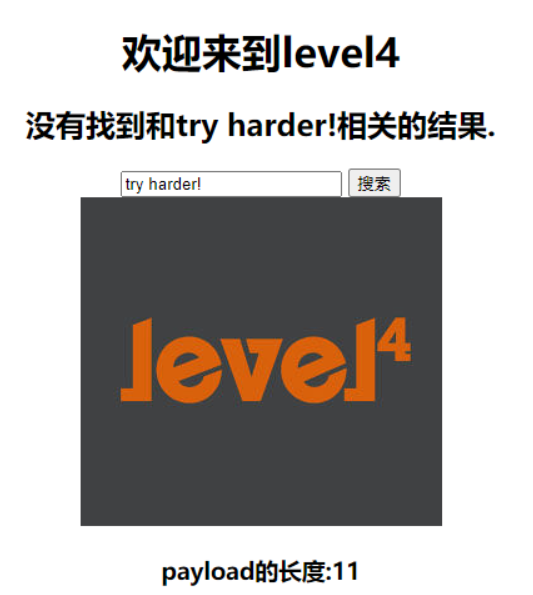 欢迎来到level4
没有找到和try harder!相关的结果.
try harder! 搜索
level4
payload的长度:11